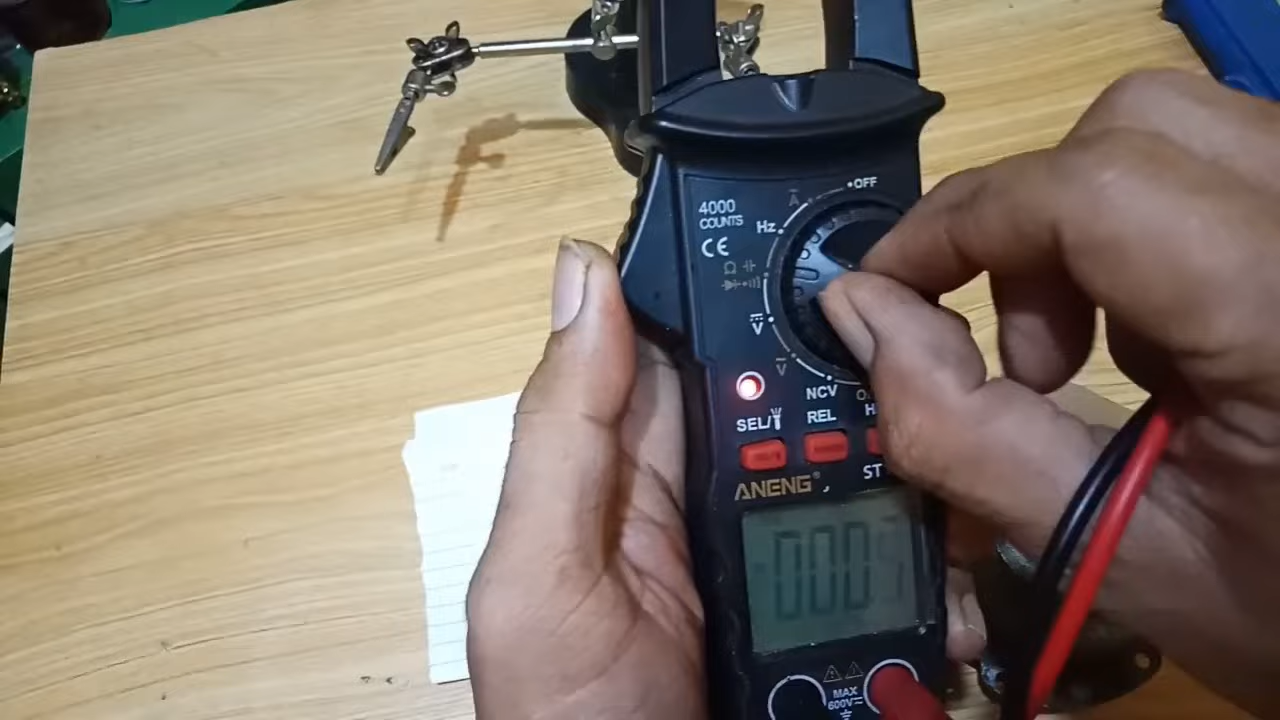 OFF
A
4000
COUNTS
Hz
CE
Ω
V
V
NCV
SEL/
REL
ANENG®
MAX
600V